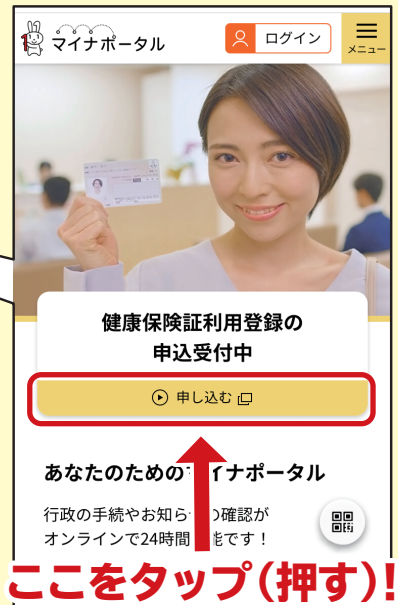 マイナポータル
ログイン
メニュー
健康保険証利用登録の
申込受付中
申し込む
あなたのための イナポータル
行政の手続やお知ら の確認が
オンラインで24時間 能です！
ここをタップ（押す）！